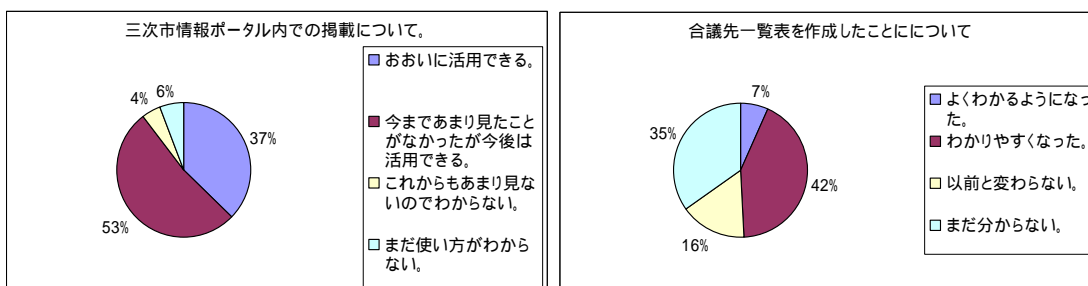 三次市情報ポータル内での掲載について。
6%
4%
37%
53%
おおいに活用できる。
今まであまり見たこと
がなかったが今後は
活用できる。
これからもあまり見な
いのでわからない。
まだ使い方がわから
ない。
合議先一覧表を作成したことにについて
7%
35%
42%
16%
よくわかるようになっ
た。
わかりやすくなった。
以前と変わらない。
まだ分からない。